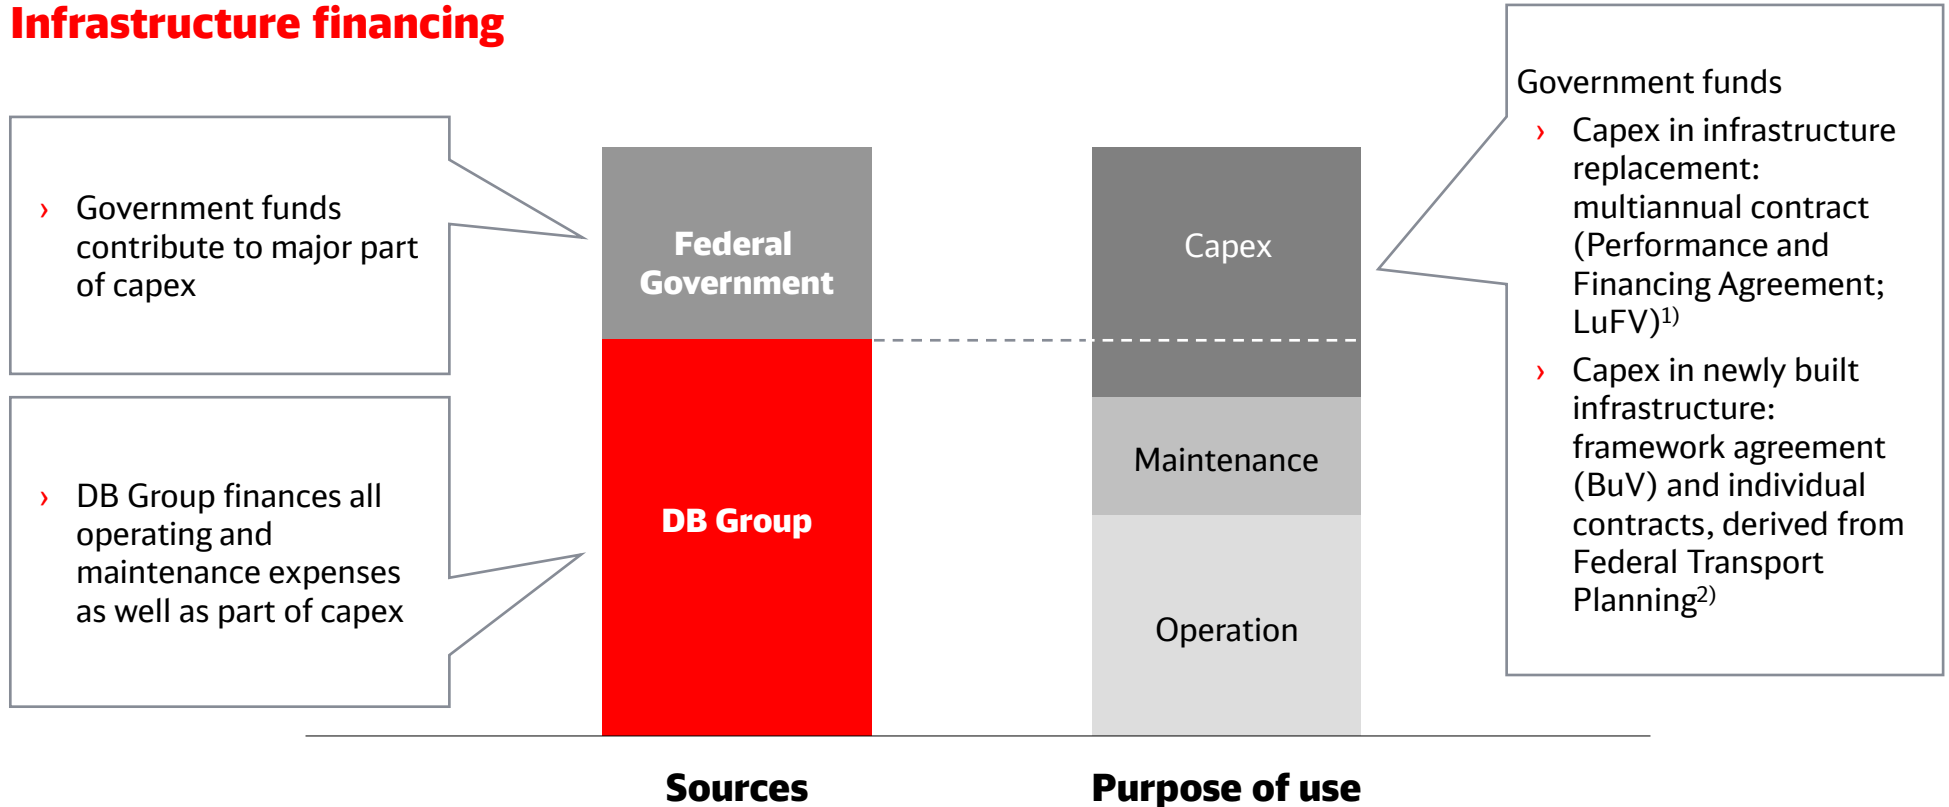 Infrastructure financing
› Government funds
contribute to major part
of capex
› DB Group finances all
operating and
maintenance expenses
as well as part of capex
Federal
Government
DB Group
Sources
Capex
Maintenance
Operation
Purpose of use
Government funds
› Capex in infrastructure
replacement:
multiannual contract
(Performance and
Financing Agreement;
LuFV)1)
› Capex in newly built
infrastructure:
framework agreement
(BuV) and individual
contracts, derived from
Federal Transport
Planning2)